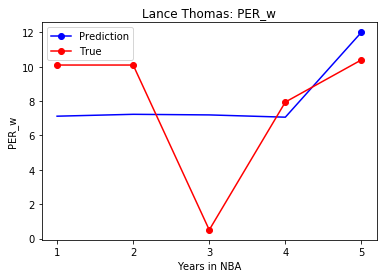 Lance Thomas: PER_w
Prediction
True
12
10
8
6
4
2
0
PER_w
1 2 3 4 5
Years in NBA